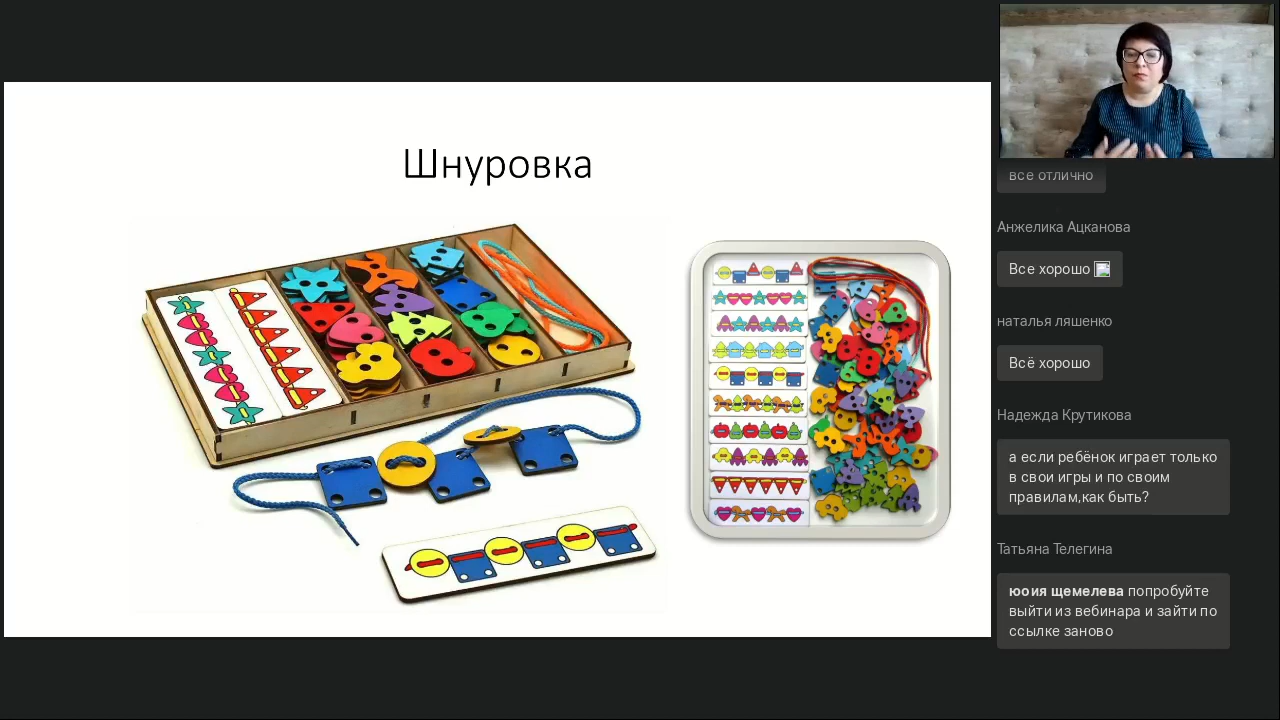 Шнуровка
все отлично
Анжелика Ацканова
Все хорошо
наталья ляшенко
Всё хорошо
Надежда Крутикова
а если ребёнок играет только
в свои игры и по своим
правилам,как быть?
Татьяна Телегина
юоия щемелева попробуйте
выйти из вебинара и зайти по
ссылке заново